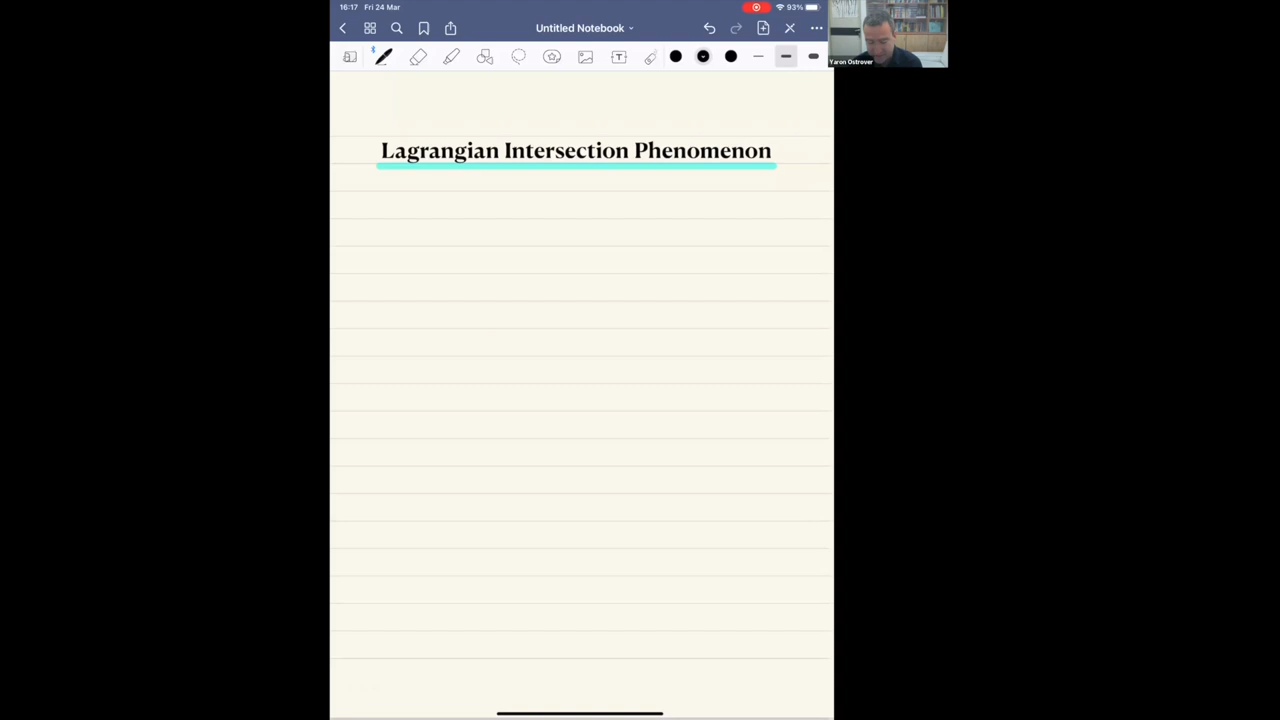 16:17 Fri 24 Mar
93%
Untitled Notebook
Yaron Ostrover
Lagrangian Intersection Phenomenon